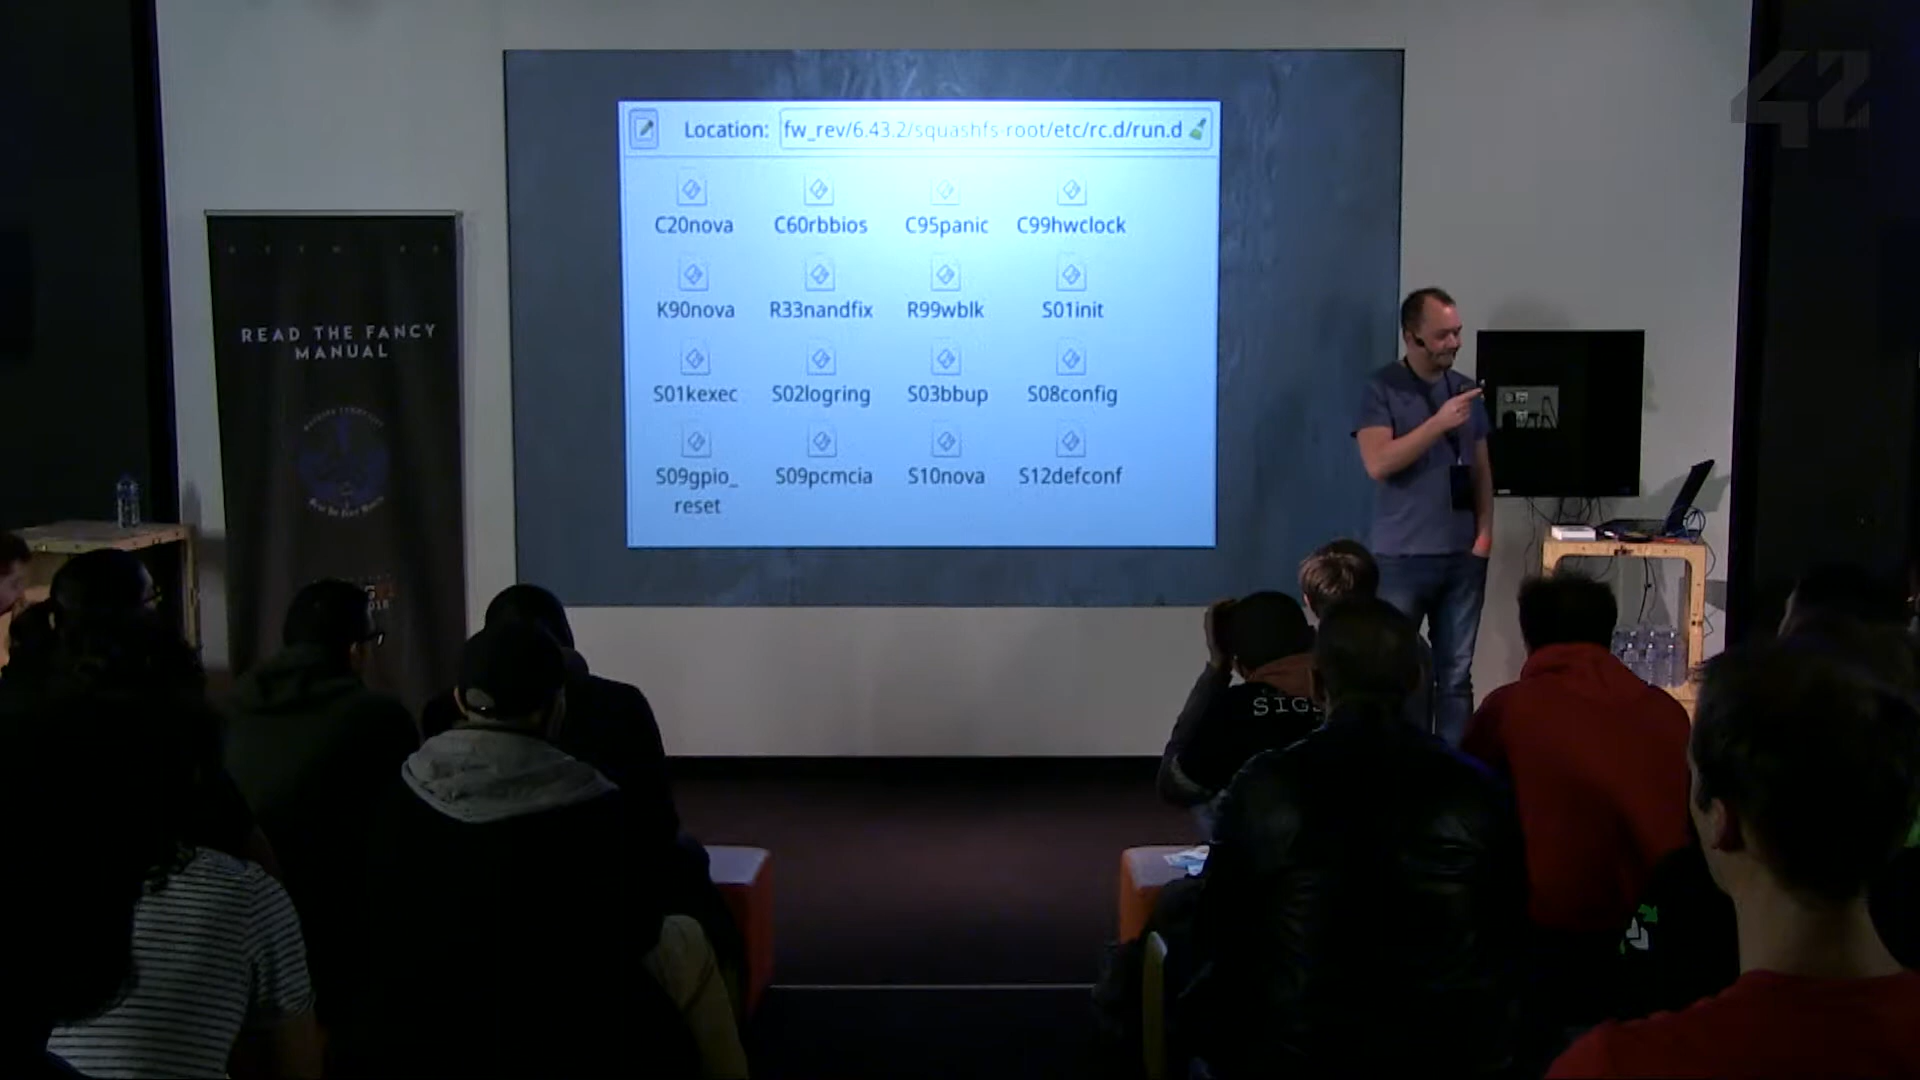 42
Location: fw_rev/6.43.2/squashfs-root/etc/rc.d/run.d
C20nova C60rbbios C95panic C99hwclock
K90nova R33nandfix R99wblk S01init
S01kexec S02logring S03bbup S08config
S09gpio_ S09pcmcia S10nova S12defconf
reset
READ THE FANCY
MANUAL
SIGS